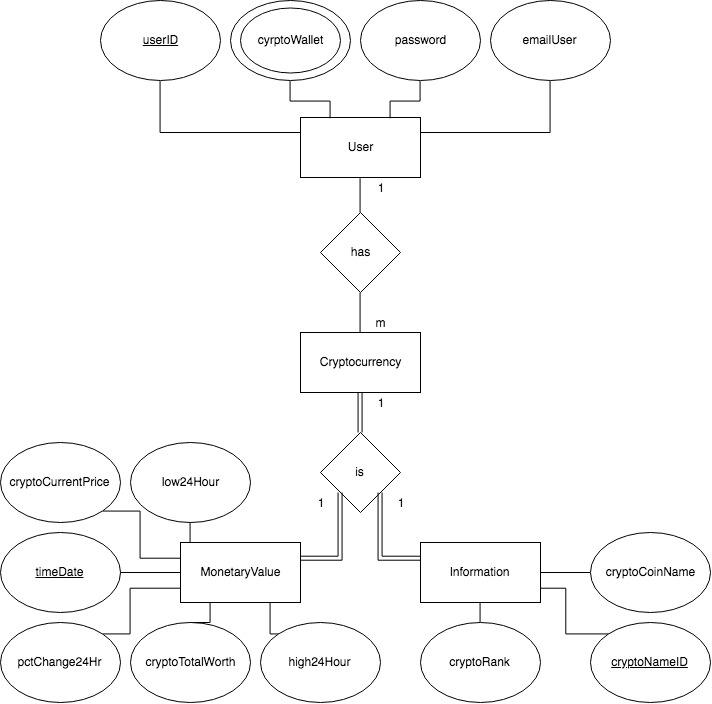 userID
cyrptoWallet
password
emailUser
User
1
has
m
Cryptocurrency
1
is
1
1
cryptoCurrentPrice
low24Hour
timeDate
MonetaryValue
Information
cryptoCoinName
pctChange24Hr
cryptoTotalWorth
high24Hour
cryptoRank
cryptoNameID